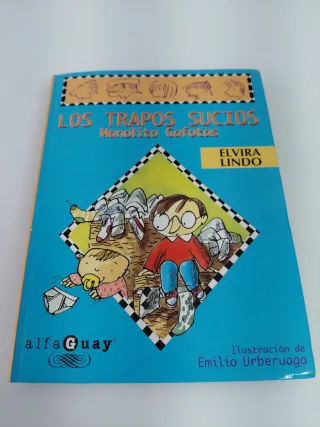 LOS TRAPOS SUCIOS
Manolito Gafotas
ELVIRA
LINDO
alfaGuay
Ilustración de
Emilio Urberuaga